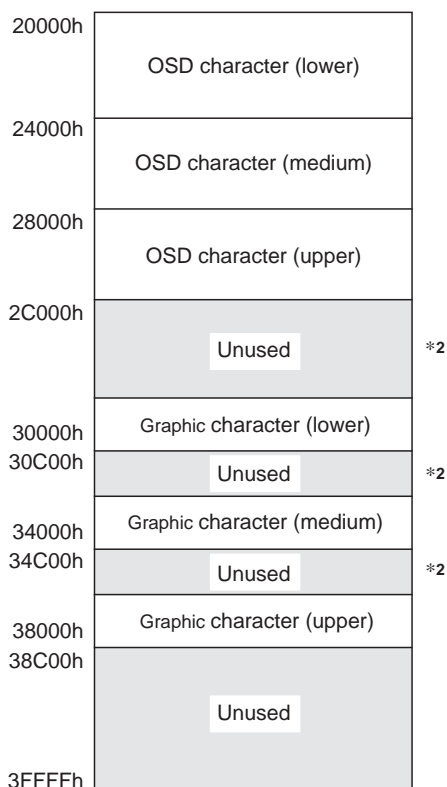 20000h
OSD character (lower)
24000h
OSD character (medium)
28000h
OSD character (upper)
2C000h
Unused *2
30000h
Graphic character (lower)
30C00h
Unused *2
34000h
Graphic character (medium)
34C00h
Unused *2
38000h
Graphic character (upper)
38C00h
Unused
3FFFFh